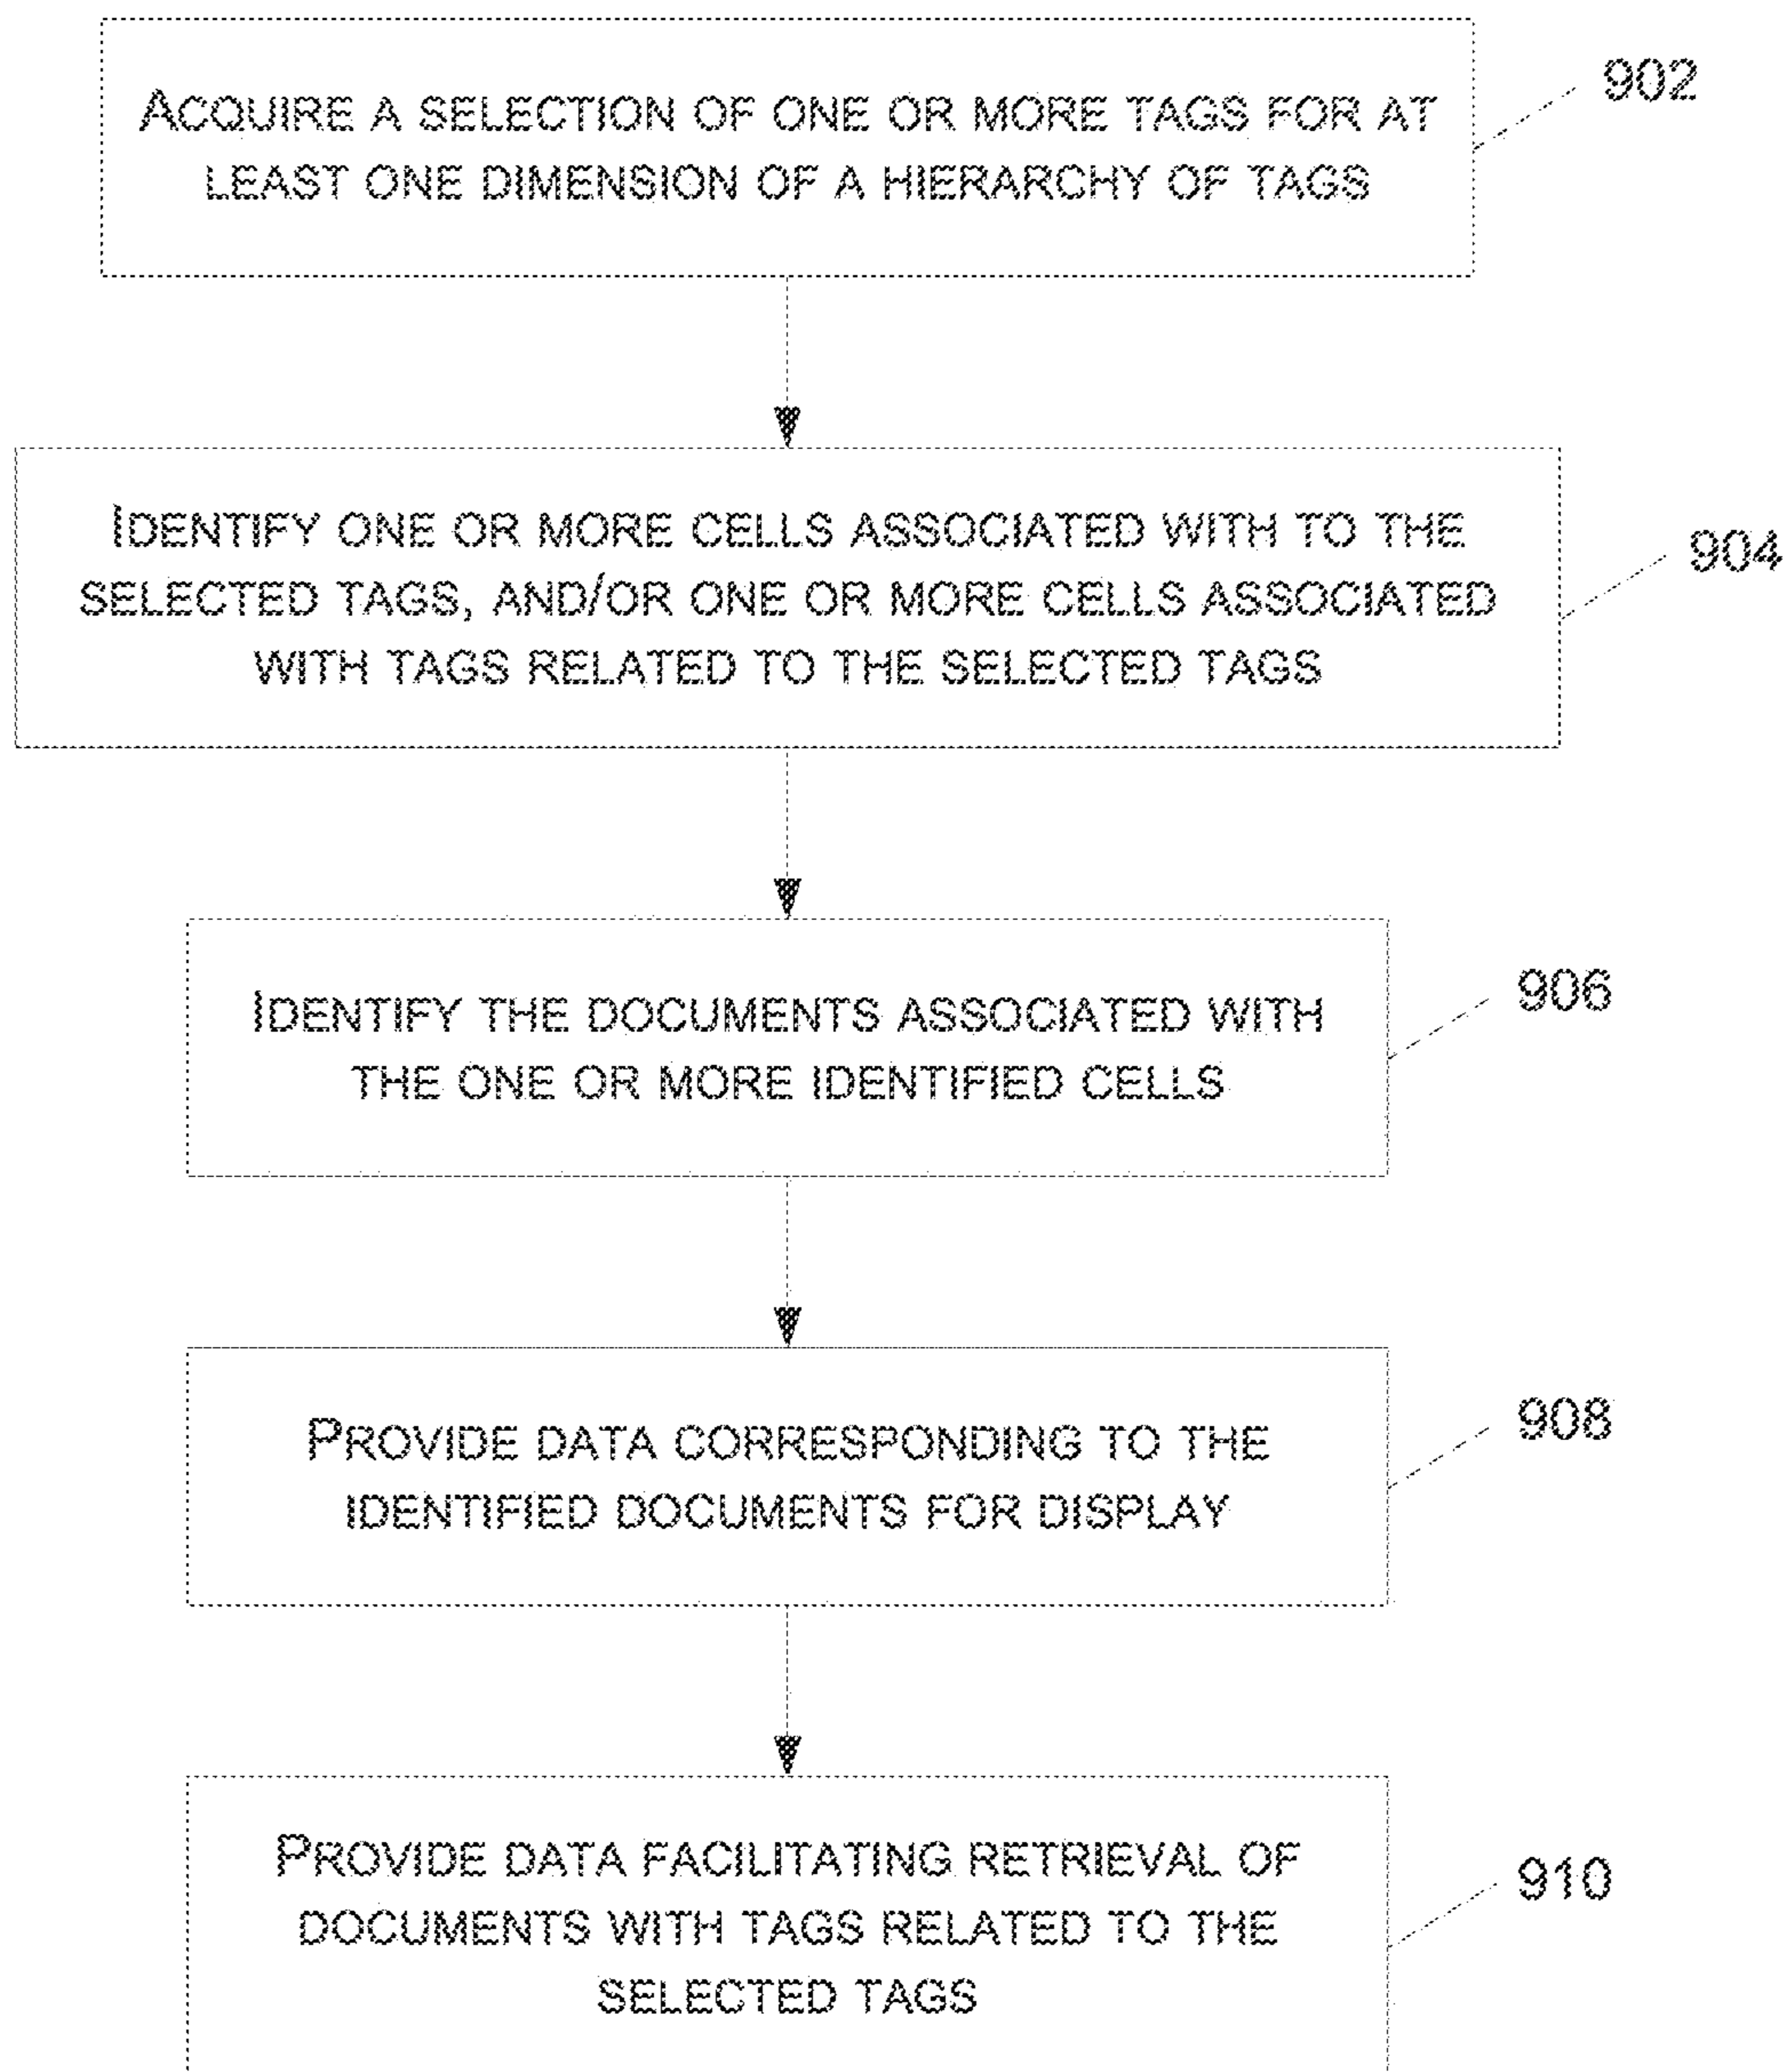 ACQUIRE A SELECTION OF ONE OR MORE TAGS FOR AT
LEAST ONE DIMENSION OF A HIERARCHY OF TAGS
902
IDENTIFY ONE OR MORE CELLS ASSOCIATED WITH TO THE
SELECTED TAGS, AND/OR ONE OR MORE CELLS ASSOCIATED
WITH TAGS RELATED TO THE SELECTED TAGS
904
IDENTIFY THE DOCUMENTS ASSOCIATED WITH
THE ONE OR MORE IDENTIFIED CELLS
906
PROVIDE DATA CORRESPONDING TO THE
IDENTIFIED DOCUMENTS FOR DISPLAY
908
PROVIDE DATA FACILITATING RETRIEVAL OF
DOCUMENTS WITH TAGS RELATED TO THE
SELECTED TAGS
910